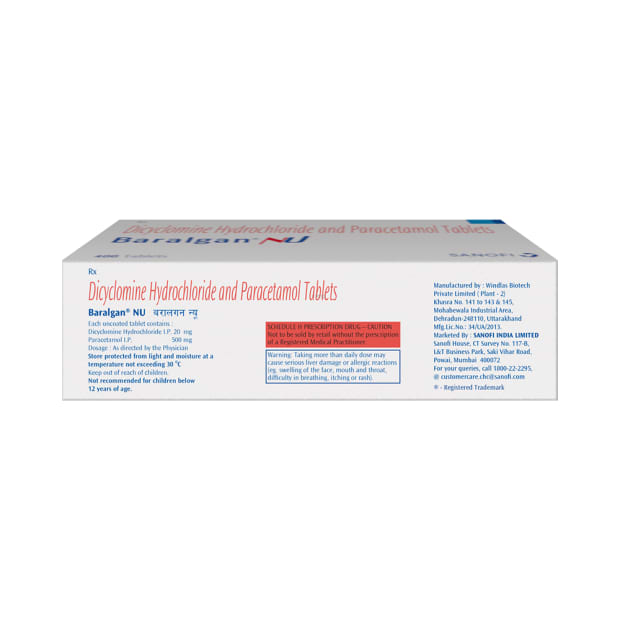 Rx
Dicyclomine Hydrochloride and Paracetamol Tablets
Baralgan® NU
400 Tablets
SANOFI
Rx
Dicyclomine Hydrochloride and Paracetamol Tablets
Baralgan® NU बरालगन न्यू
Each uncoated tablet contains :
Dicyclomine Hydrochloride I.P. 20 mg
Paracetamol I.P. 500 mg
Dosage : As directed by the Physician
Store protected from light and moisture at a
temperature not exceeding 30 °C
Keep out of reach of children.
Not recommended for children below
12 years of age.
SCHEDULE H PRESCRIPTION DRUG – CAUTION
Not to be sold by retail without the prescription
of a Registered Medical Practitioner.
Warning: Taking more than daily dose may
cause serious liver damage or allergic reactions
(eg. swelling of the face, mouth and throat,
difficulty in breathing, itching or rash).
Manufactured by : Windlas Biotech
Private Limited ( Plant - 2)
Khasra No. 141 to 143 & 145,
Mohabewala Industrial Area,
Dehradun-248110, Uttarakhand
Mfg.Lic.No : 34/UA/2013.
Marketed By : SANOFI INDIA LIMITED
Sanofi House, CT Survey No. 117-B,
L&T Business Park, Saki Vihar Road,
Powai, Mumbai 400072
For your queries, call 1800-22-2295,
@ customercare.chc@sanofi.com
® - Registered Trademark